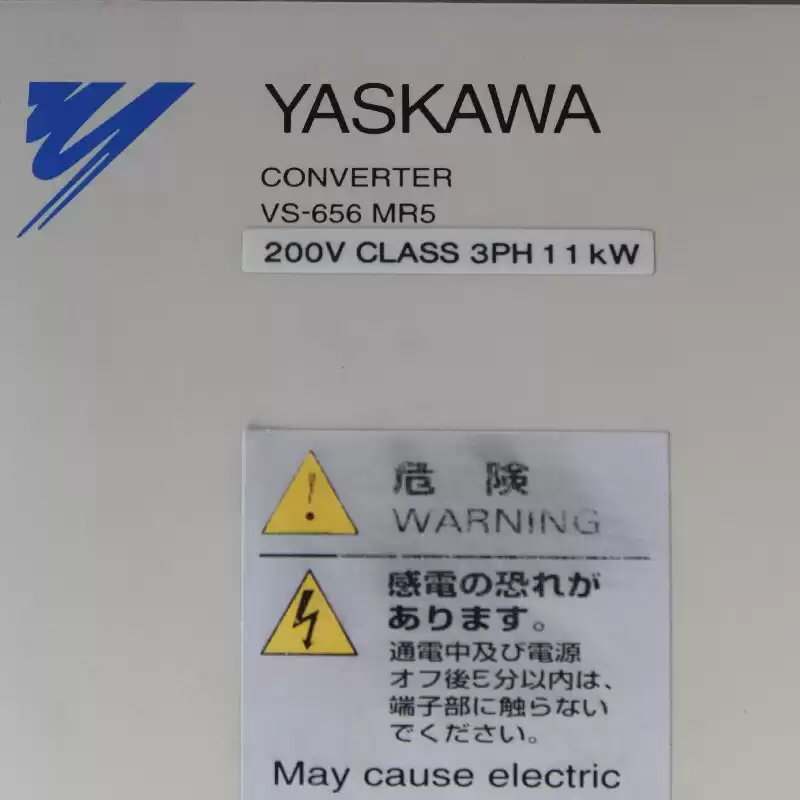 YASKAWA
CONVERTER
VS-656 MR5
200V CLASS 3PH 11 kW
危 険
WARNING
感電の恐れが
あります。
通電中及び電源
オフ後5分以内は、
端子部に触らない
でください。
May cause electric